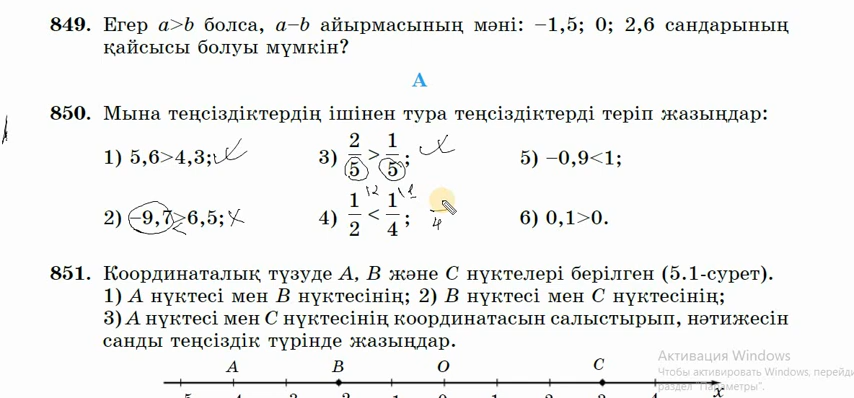 849. Егер a>b болса, a−b айырмасының мәні: −1,5; 0; 2,6 сандарының
қайсысы болуы мүмкін?
А
850. Мына теңсіздіктердің ішінен тура теңсіздіктерді теріп жазыңдар:
1) 5,6>4,3; 3) 2/5 > 1/5; 5) −0,9<1;
2) −9,7>6,5; 4) 1/2 < 1/4; 6) 0,1>0.
851. Координаталық түзуде A, B және C нүктелері берілген (5.1-сурет).
1) A нүктесі мен B нүктесінің; 2) B нүктесі мен C нүктесінің;
3) A нүктесі мен C нүктесінің координатасын салыстырып, нәтижесін
санды теңсіздік түрінде жазыңдар.
A B O C
x
Активация Windows
Чтобы активировать Windows, перейди
раздел "Параметры".